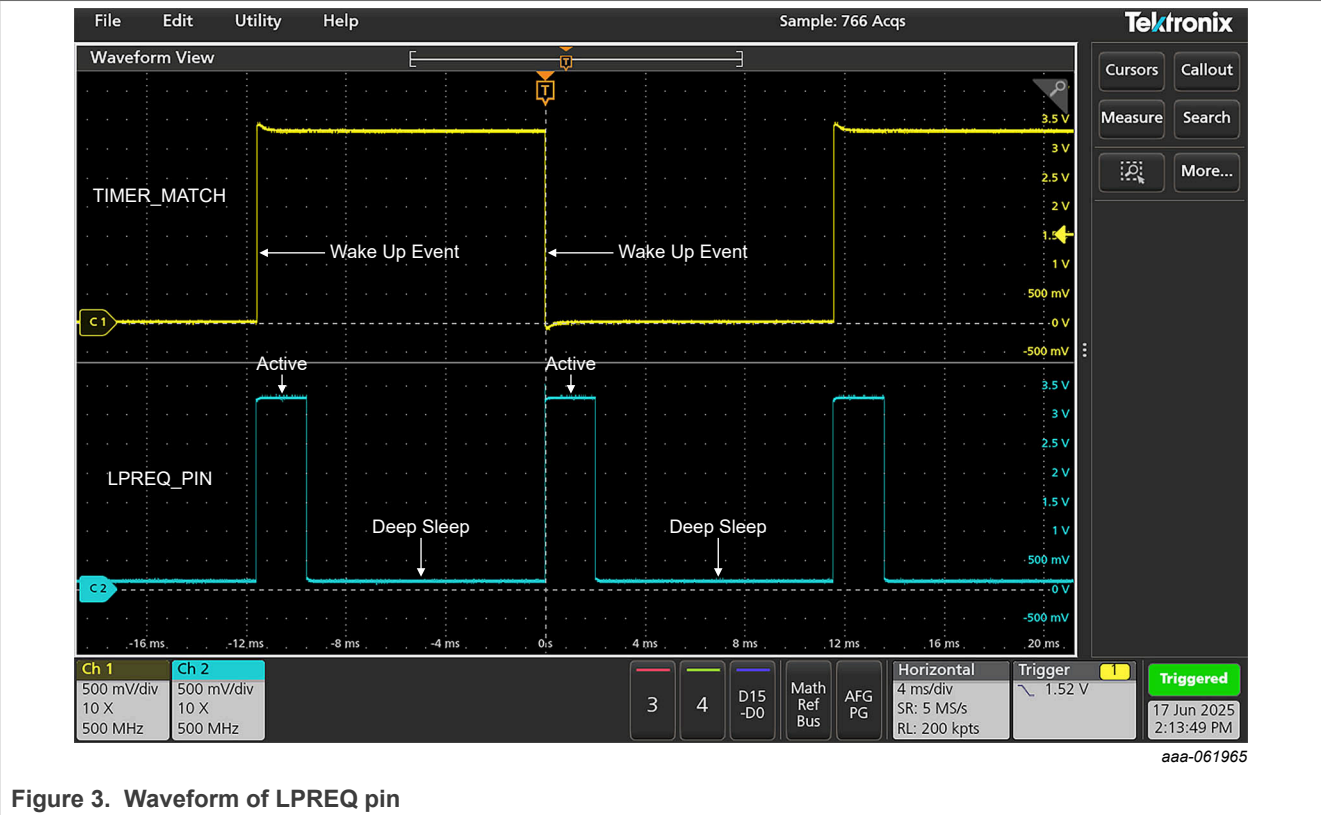 File Edit Utility Help Sample: 766 Acqs Tektronix
Waveform View
T
T
Cursors Callout
Measure Search
More...
3.5 V
3 V
2.5 V
2 V
1 V
500 mV
0 V
-500 mV
TIMER_MATCH
Wake Up Event Wake Up Event
C 1
Active Active
3.5 V
3 V
2.5 V
2 V
1.5 V
1 V
500 mV
0 V
-500 mV
LPREQ_PIN
Deep Sleep Deep Sleep
C 2
-16 ms -12 ms -8 ms -4 ms 0 s 4 ms 8 ms 12 ms 16 ms 20 ms
Ch 1
500 mV/div
10 X
500 MHz
Ch 2
500 mV/div
10 X
500 MHz
3
4
D15
-D0
Math
Ref
Bus
AFG
PG
Horizontal
4 ms/div
SR: 5 MS/s
RL: 200 kpts
Trigger 1
1.52 V
Triggered
17 Jun 2025
2:13:49 PM
aaa-061965
Figure 3. Waveform of LPREQ pin